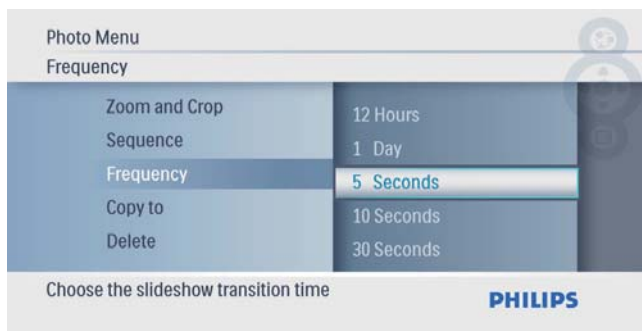 Photo Menu
Frequency
Zoom and Crop
Sequence
Frequency
Copy to
Delete
12 Hours
1 Day
5 Seconds
10 Seconds
30 Seconds
Choose the slideshow transition time
PHILIPS